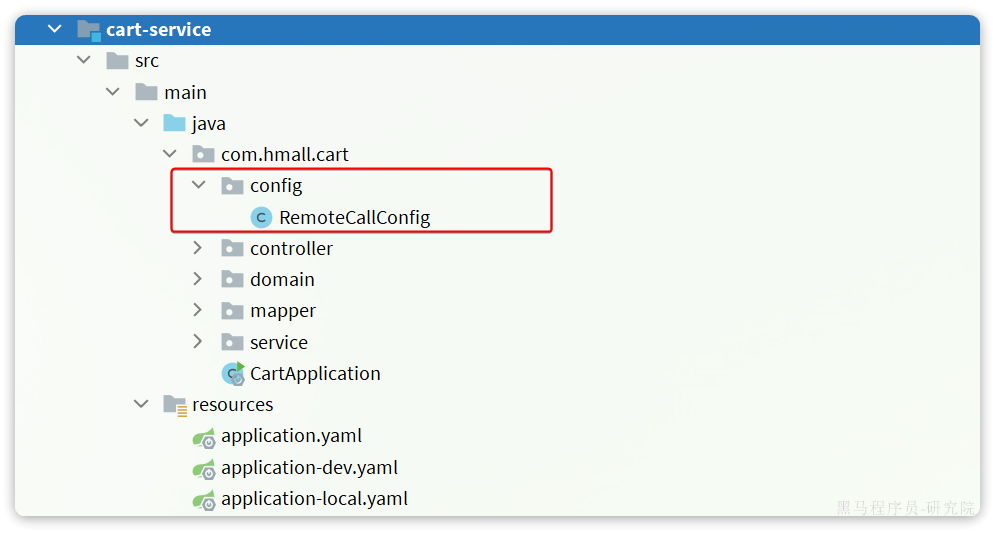 cart-service
src
main
java
com.hmall.cart
config
C RemoteCallConfig
controller
domain
mapper
service
C CartApplication
resources
application.yaml
application-dev.yaml
application-local.yaml
黑马程序员-研究院